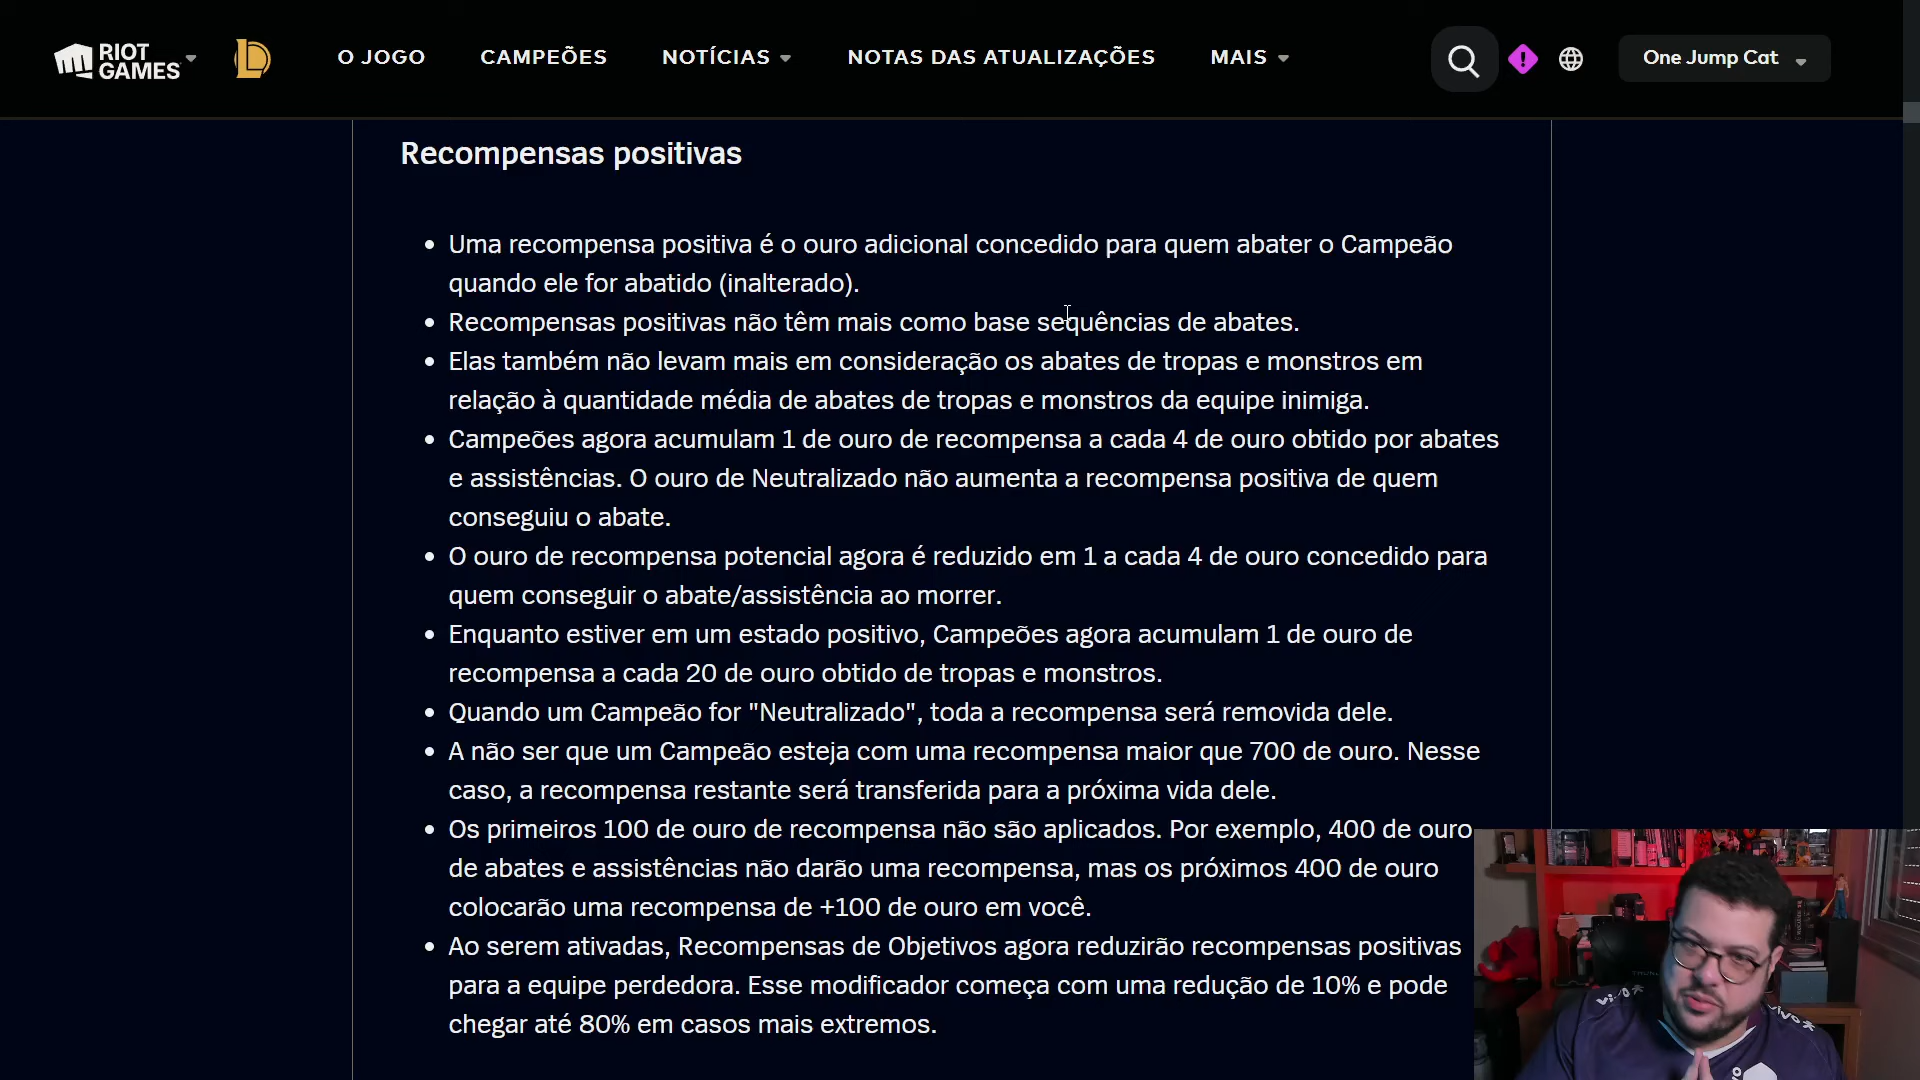 RIOT GAMES
O JOGO
CAMPEÕES
NOTÍCIAS
NOTAS DAS ATUALIZAÇÕES
MAIS
One Jump Cat
Recompensas positivas
• Uma recompensa positiva é o ouro adicional concedido para quem abater o Campeão
quando ele for abatido (inalterado).
• Recompensas positivas não têm mais como base sequências de abates.
• Elas também não levam mais em consideração os abates de tropas e monstros em
relação à quantidade média de abates de tropas e monstros da equipe inimiga.
• Campeões agora acumulam 1 de ouro de recompensa a cada 4 de ouro obtido por abates
e assistências. O ouro de Neutralizado não aumenta a recompensa positiva de quem
conseguiu o abate.
• O ouro de recompensa potencial agora é reduzido em 1 a cada 4 de ouro concedido para
quem conseguir o abate/assistência ao morrer.
• Enquanto estiver em um estado positivo, Campeões agora acumulam 1 de ouro de
recompensa a cada 20 de ouro obtido de tropas e monstros.
• Quando um Campeão for "Neutralizado", toda a recompensa será removida dele.
• A não ser que um Campeão esteja com uma recompensa maior que 700 de ouro. Nesse
caso, a recompensa restante será transferida para a próxima vida dele.
• Os primeiros 100 de ouro de recompensa não são aplicados. Por exemplo, 400 de ouro
de abates e assistências não darão uma recompensa, mas os próximos 400 de ouro
colocarão uma recompensa de +100 de ouro em você.
• Ao serem ativadas, Recompensas de Objetivos agora reduzirão recompensas positivas
para a equipe perdedora. Esse modificador começa com uma redução de 10% e pode
chegar até 80% em casos mais extremos.